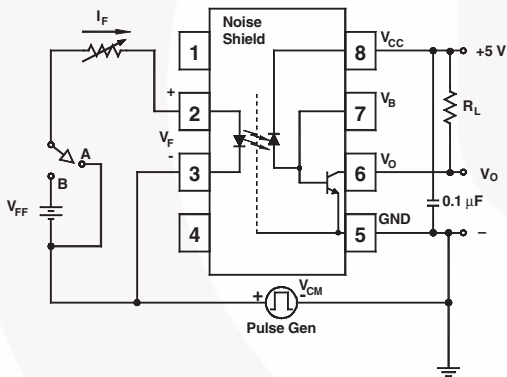 I_F
Noise
Shield
1
8
V_CC
+5 V
+
2
7
V_B
R_L
V_F
A
-
3
6
V_O
V_O
B
V_FF
0.1 μF
4
5
GND
–
+
V_CM
-
Pulse Gen